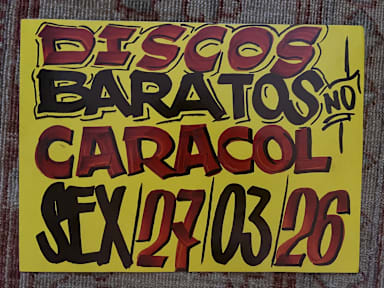 DISCOS
BARATOS NO
CARACOL
SEX/27/03/26